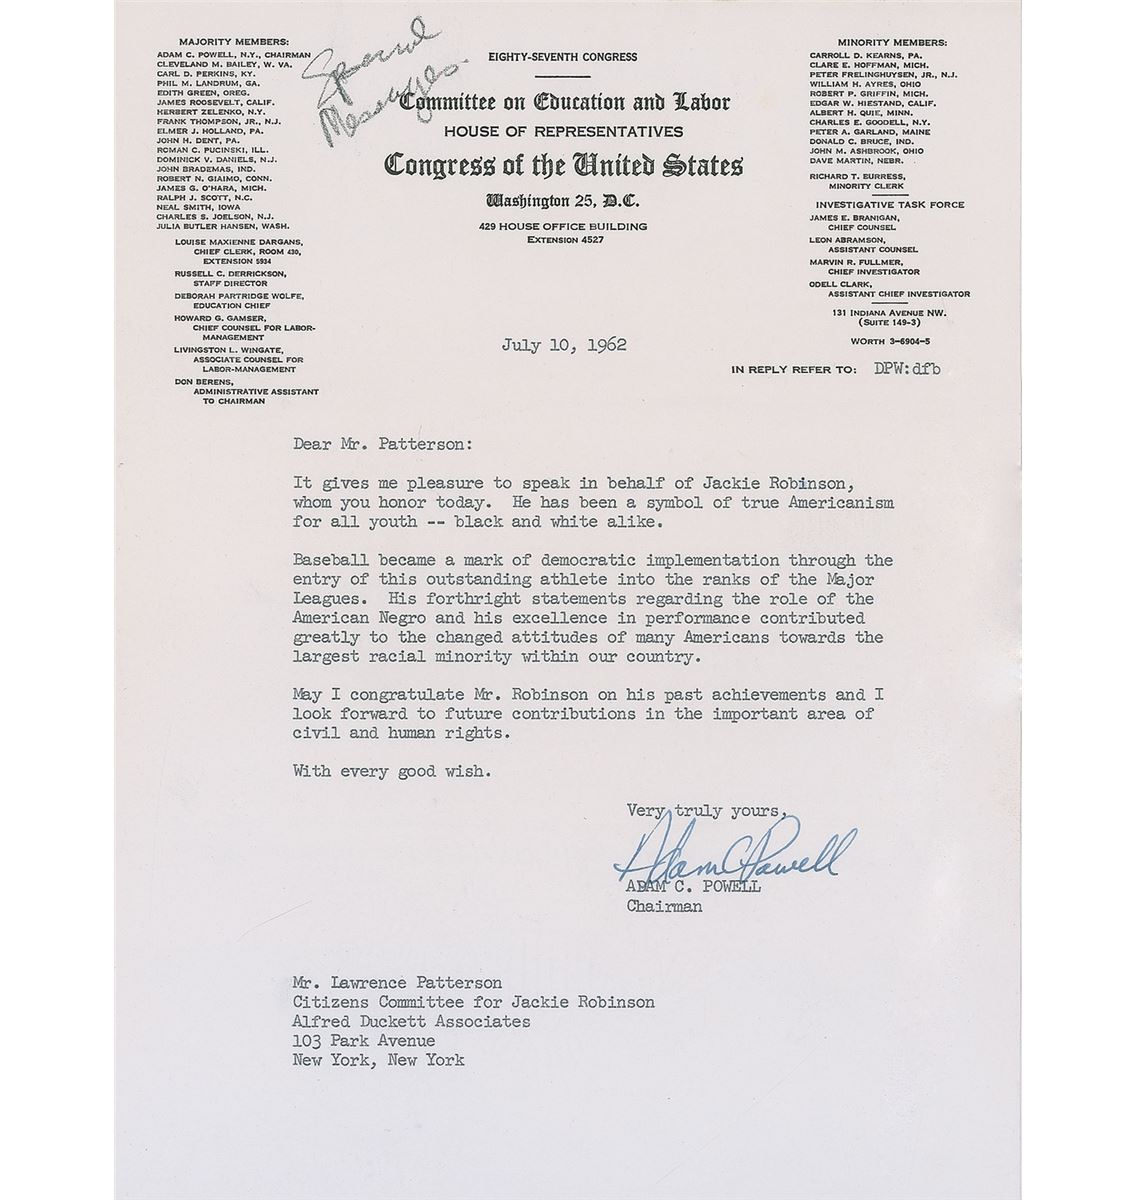 Special
Messages
MAJORITY MEMBERS:
ADAM C. POWELL, N.Y., CHAIRMAN
CLEVELAND M. BAILEY, W. VA.
CARL D. PERKINS, KY.
PHIL M. LANDRUM, GA.
EDITH GREEN, OREG.
JAMES ROOSEVELT, CALIF.
HERBERT ZELENKO, N.Y.
FRANK THOMPSON, JR., N.J.
ELMER J. HOLLAND, PA.
JOHN H. DENT, PA.
ROMAN C. PUCINSKI, ILL.
DOMINICK V. DANIELS, N.J.
JOHN BRADEMAS, IND.
ROBERT N. GIAIMO, CONN.
JAMES G. O'HARA, MICH.
RALPH J. SCOTT, N.C.
NEAL SMITH, IOWA
CHARLES S. JOELSON, N.J.
JULIA BUTLER HANSEN, WASH.
LOUISE MAXIENNE DARGANS,
CHIEF CLERK, ROOM 430,
EXTENSION 5934
RUSSELL C. DERRICKSON,
STAFF DIRECTOR
DEBORAH PARTRIDGE WOLFE,
EDUCATION CHIEF
HOWARD G. GAMSER,
CHIEF COUNSEL FOR LABOR-
MANAGEMENT
LIVINGSTON L. WINGATE,
ASSOCIATE COUNSEL FOR
LABOR-MANAGEMENT
DON BERENS,
ADMINISTRATIVE ASSISTANT
TO CHAIRMAN
EIGHTY-SEVENTH CONGRESS
Committee on Education and Labor
HOUSE OF REPRESENTATIVES
Congress of the United States
Washington 25, D.C.
429 HOUSE OFFICE BUILDING
EXTENSION 4527
MINORITY MEMBERS:
CARROLL D. KEARNS, PA.
CLARE E. HOFFMAN, MICH.
PETER FRELINGHUYSEN, JR., N.J.
WILLIAM H. AYRES, OHIO
ROBERT P. GRIFFIN, MICH.
EDGAR W. HIESTAND, CALIF.
ALBERT H. QUIE, MINN.
CHARLES E. GOODELL, N.Y.
PETER A. GARLAND, MAINE
DONALD C. BRUCE, IND.
JOHN M. ASHBROOK, OHIO
DAVE MARTIN, NEBR.
RICHARD T. BURRESS,
MINORITY CLERK
INVESTIGATIVE TASK FORCE
JAMES E. BRANIGAN,
CHIEF COUNSEL
LEON ABRAMSON,
ASSISTANT COUNSEL
MARVIN R. FULLMER,
CHIEF INVESTIGATOR
ODELL CLARK,
ASSISTANT CHIEF INVESTIGATOR
131 INDIANA AVENUE NW.
(SUITE 149-3)
WORTH 3-6904-5
July 10, 1962
IN REPLY REFER TO: DPW:dfb
Dear Mr. Patterson:
It gives me pleasure to speak in behalf of Jackie Robinson,
whom you honor today. He has been a symbol of true Americanism
for all youth -- black and white alike.
Baseball became a mark of democratic implementation through the
entry of this outstanding athlete into the ranks of the Major
Leagues. His forthright statements regarding the role of the
American Negro and his excellence in performance contributed
greatly to the changed attitudes of many Americans towards the
largest racial minority within our country.
May I congratulate Mr. Robinson on his past achievements and I
look forward to future contributions in the important area of
civil and human rights.
With every good wish.
Very truly yours,
Adam C Powell
ADAM C. POWELL
Chairman
Mr. Lawrence Patterson
Citizens Committee for Jackie Robinson
Alfred Duckett Associates
103 Park Avenue
New York, New York